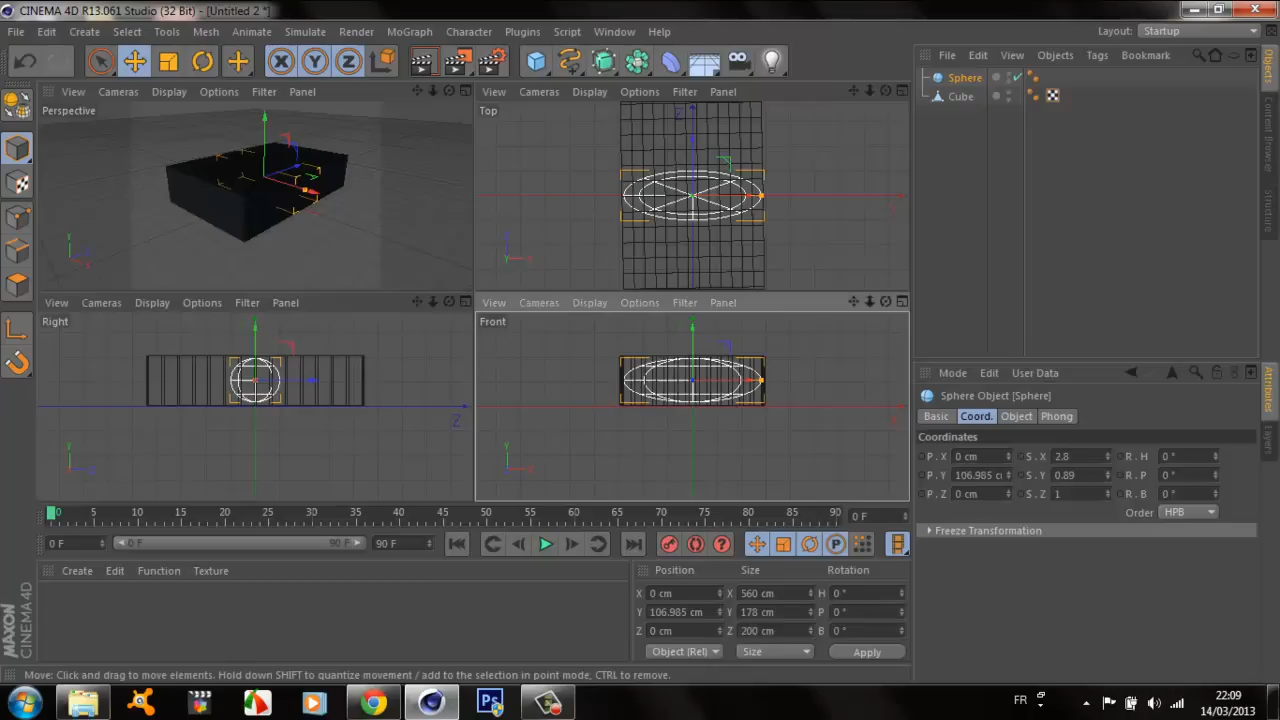 CINEMA 4D R13.061 Studio (32 Bit) - [Untitled 2 *]
File Edit Create Select Tools Mesh Animate Simulate Render MoGraph Character Plugins Script Window Help
Layout: Startup
X Y Z
File Edit View Objects Tags Bookmark
Sphere
Cube
Objects
Content Browser
Structure
View Cameras Display Options Filter Panel
Perspective
Y
X
View Cameras Display Options Filter Panel
Top
Z
Y
View Cameras Display Options Filter Panel
Right
Z
Y
View Cameras Display Options Filter Panel
Front
Y
Mode Edit User Data
Sphere Object [Sphere]
Basic Coord. Object Phong
Coordinates
P . X 0 cm S . X 2.8 R . H 0 °
P . Y 106.985 c S . Y 0.89 R . P 0 °
P . Z 0 cm S . Z 1 R . B 0 °
Order HPB
Freeze Transformation
Attributes
Layers
0 5 10 15 20 25 30 35 40 45 50 55 60 65 70 75 80 85 90 0 F
0 F 0 F 90 F 90 F
Create Edit Function Texture
Position Size Rotation
X 0 cm X 560 cm H 0 °
Y 106.985 cm Y 178 cm P 0 °
Z 0 cm Z 200 cm B 0 °
Object (Rel) Size Apply
MAXON
CINEMA 4D
Move: Click and drag to move elements. Hold down SHIFT to quantize movement / add to the selection in point mode, CTRL to remove.
Ps
FR
22:09
14/03/2013